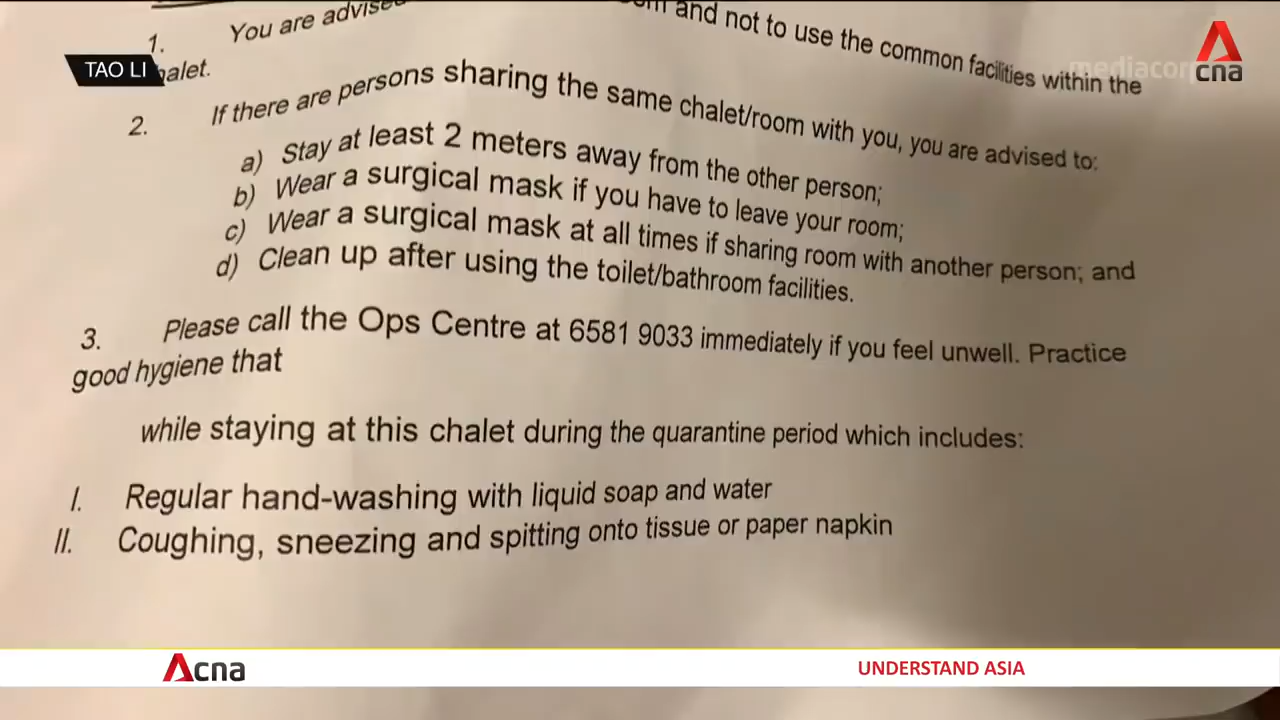 1. You are advised and not to use the common facilities within the
halet.
2. If there are persons sharing the same chalet/room with you, you are advised to:
a) Stay at least 2 meters away from the other person;
b) Wear a surgical mask if you have to leave your room;
c) Wear a surgical mask at all times if sharing room with another person; and
d) Clean up after using the toilet/bathroom facilities.
3. Please call the Ops Centre at 6581 9033 immediately if you feel unwell. Practice
good hygiene that
while staying at this chalet during the quarantine period which includes:
I. Regular hand-washing with liquid soap and water
II. Coughing, sneezing and spitting onto tissue or paper napkin
TAO LI
mediacorp
cna
cna
UNDERSTAND ASIA